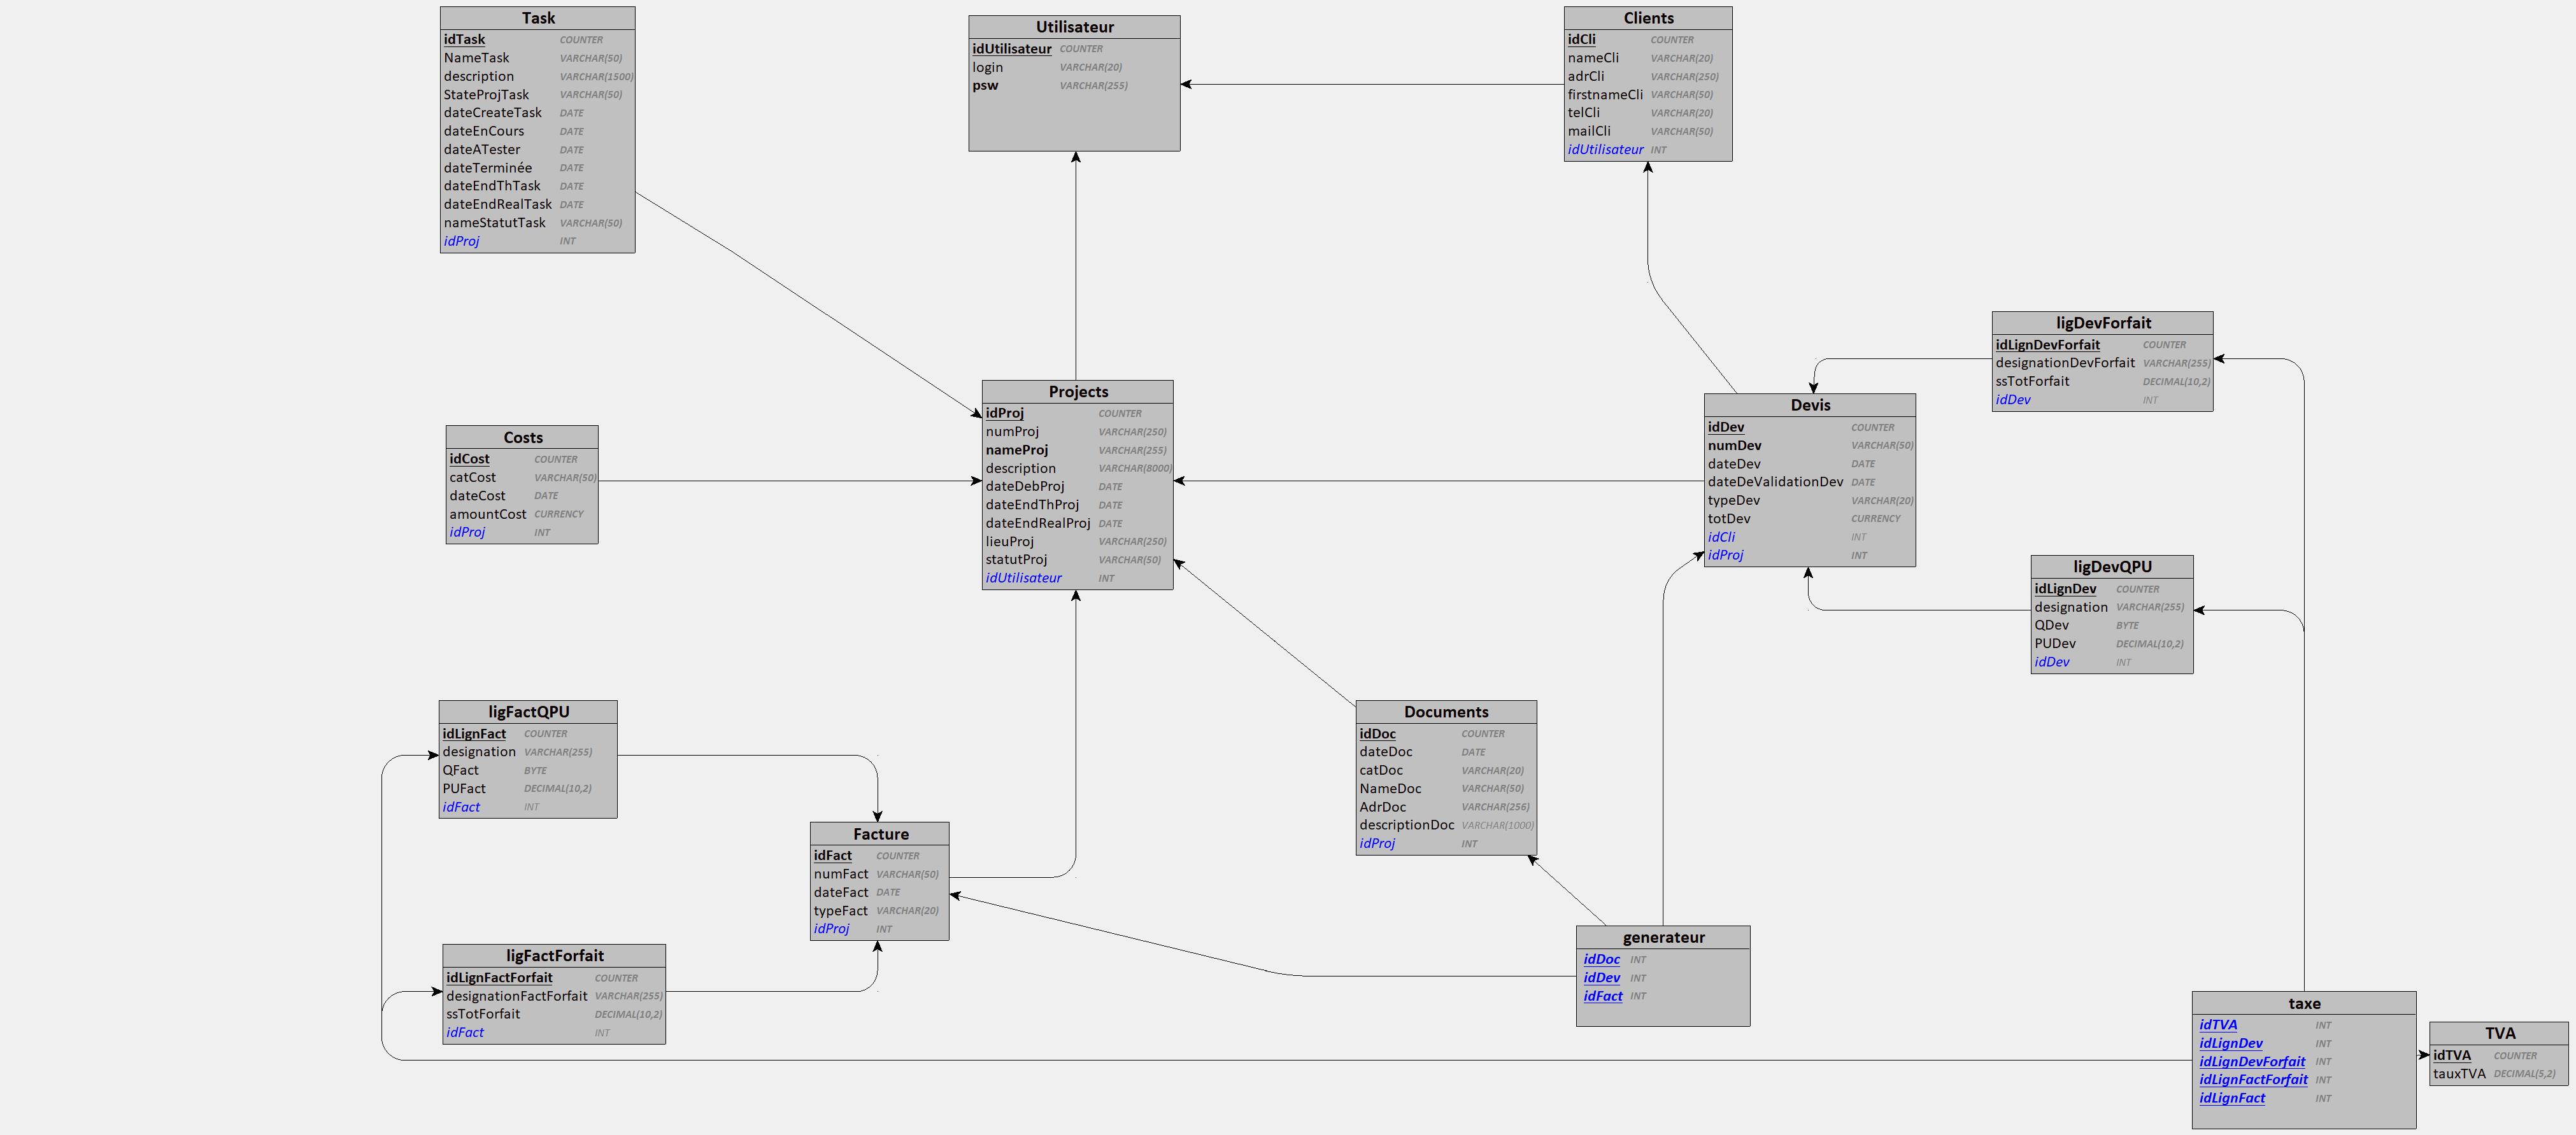 Task
idTask COUNTER
NameTask VARCHAR(50)
description VARCHAR(1500)
StateProjTask VARCHAR(50)
dateCreateTask DATE
dateEnCours DATE
dateATester DATE
dateTerminée DATE
dateEndThTask DATE
dateEndRealTask DATE
nameStatutTask VARCHAR(50)
idProj INT
Utilisateur
idUtilisateur COUNTER
login VARCHAR(20)
psw VARCHAR(255)
Clients
idCli COUNTER
nameCli VARCHAR(20)
adrCli VARCHAR(250)
firstnameCli VARCHAR(50)
telCli VARCHAR(20)
mailCli VARCHAR(50)
idUtilisateur INT
ligDevForfait
idLignDevForfait COUNTER
designationDevForfait VARCHAR(255)
ssTotForfait DECIMAL(10,2)
idDev INT
Costs
idCost COUNTER
catCost VARCHAR(50)
dateCost DATE
amountCost CURRENCY
idProj INT
Projects
idProj COUNTER
numProj VARCHAR(250)
nameProj VARCHAR(255)
description VARCHAR(8000)
dateDebProj DATE
dateEndThProj DATE
dateEndRealProj DATE
lieuProj VARCHAR(250)
statutProj VARCHAR(50)
idUtilisateur INT
Devis
idDev COUNTER
numDev VARCHAR(50)
dateDev DATE
dateDeValidationDev DATE
typeDev VARCHAR(20)
totDev CURRENCY
idCli INT
idProj INT
ligDevQPU
idLignDev COUNTER
designation VARCHAR(255)
QDev BYTE
PUDev DECIMAL(10,2)
idDev INT
ligFactQPU
idLignFact COUNTER
designation VARCHAR(255)
QFact BYTE
PUFact DECIMAL(10,2)
idFact INT
Facture
idFact COUNTER
numFact VARCHAR(50)
dateFact DATE
typeFact VARCHAR(20)
idProj INT
Documents
idDoc COUNTER
dateDoc DATE
catDoc VARCHAR(20)
NameDoc VARCHAR(50)
AdrDoc VARCHAR(256)
descriptionDoc VARCHAR(1000)
idProj INT
ligFactForfait
idLignFactForfait COUNTER
designationFactForfait VARCHAR(255)
ssTotForfait DECIMAL(10,2)
idFact INT
generateur
idDoc INT
idDev INT
idFact INT
taxe
idTVA INT
idLignDev INT
idLignDevForfait INT
idLignFactForfait INT
idLignFact INT
TVA
idTVA COUNTER
tauxTVA DECIMAL(5,2)